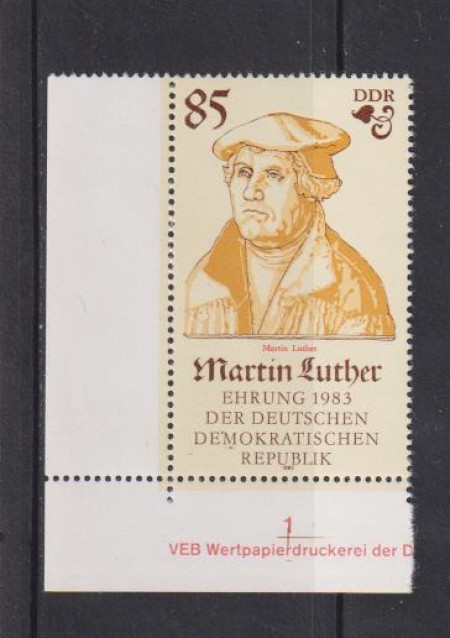 85 DDR
Martin Luther
Martin Luther
EHRUNG 1983
DER DEUTSCHEN
DEMOKRATISCHEN
REPUBLIK
1
VEB Wertpapierdruckerei der D